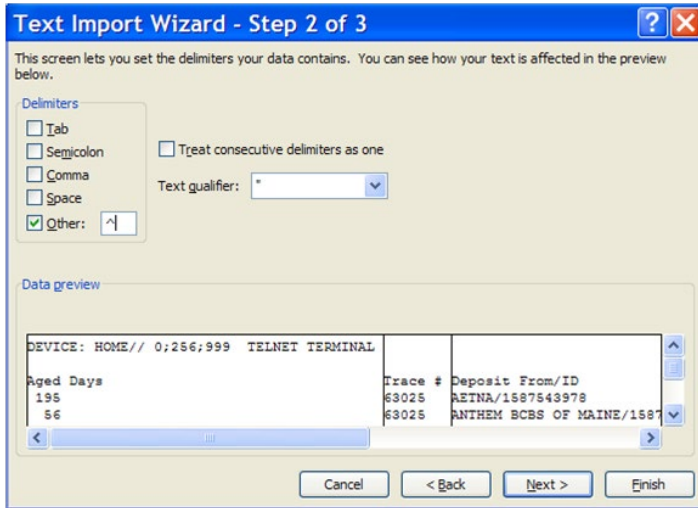 Text Import Wizard - Step 2 of 3
This screen lets you set the delimiters your data contains. You can see how your text is affected in the preview
below.
Delimiters
Tab
Semicolon
Comma
Space
Other: ^
Treat consecutive delimiters as one
Text qualifier: "
Data preview
DEVICE: HOME// 0;256;999 TELNET TERMINAL
Aged Days Trace # Deposit From/ID
195 63025 AETNA/1587543978
56 63025 ANTHEM BCBS OF MAINE/1587
Cancel < Back Next > Finish